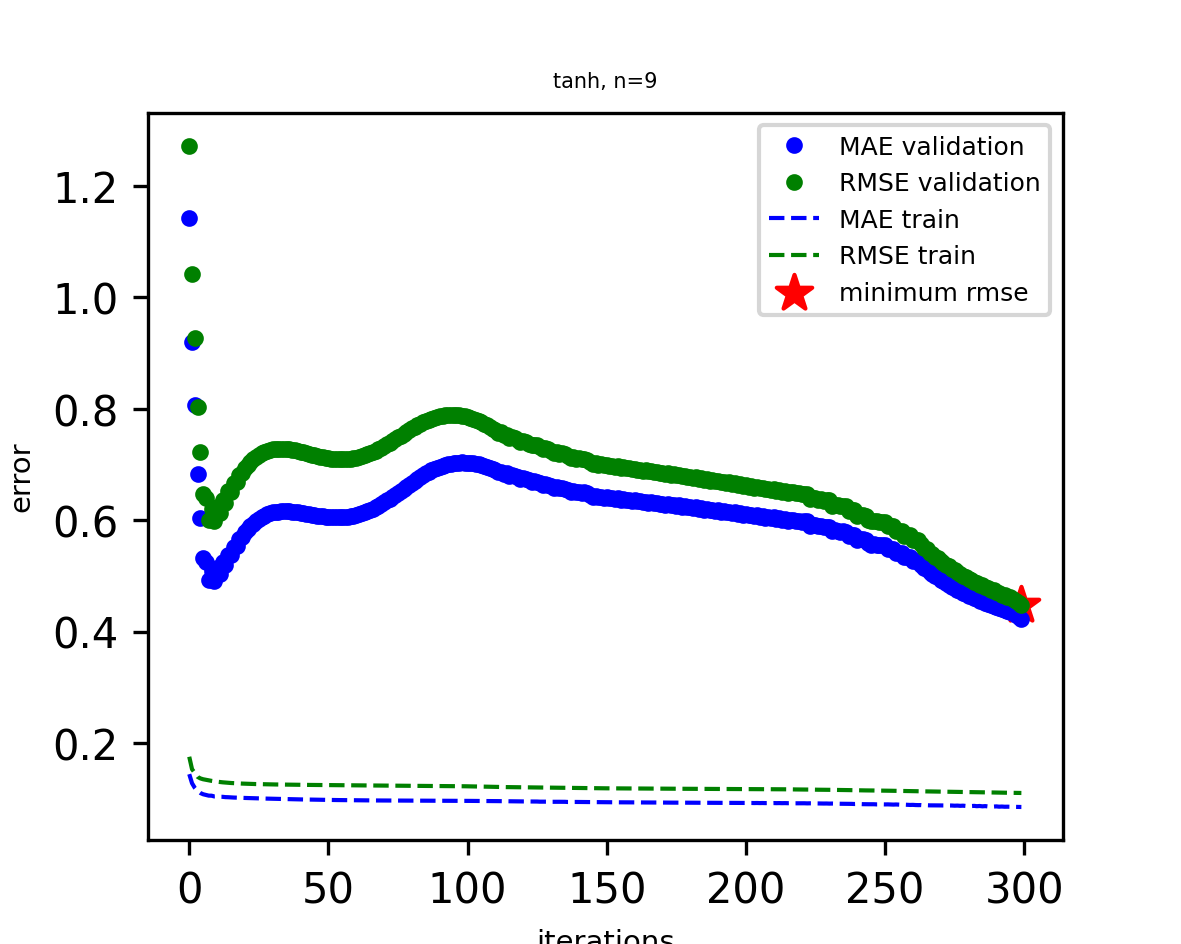 tanh, n=9
MAE validation
RMSE validation
MAE train
RMSE train
minimum rmse
error
1.2
1.0
0.8
0.6
0.4
0.2
0 50 100 150 200 250 300
iterations